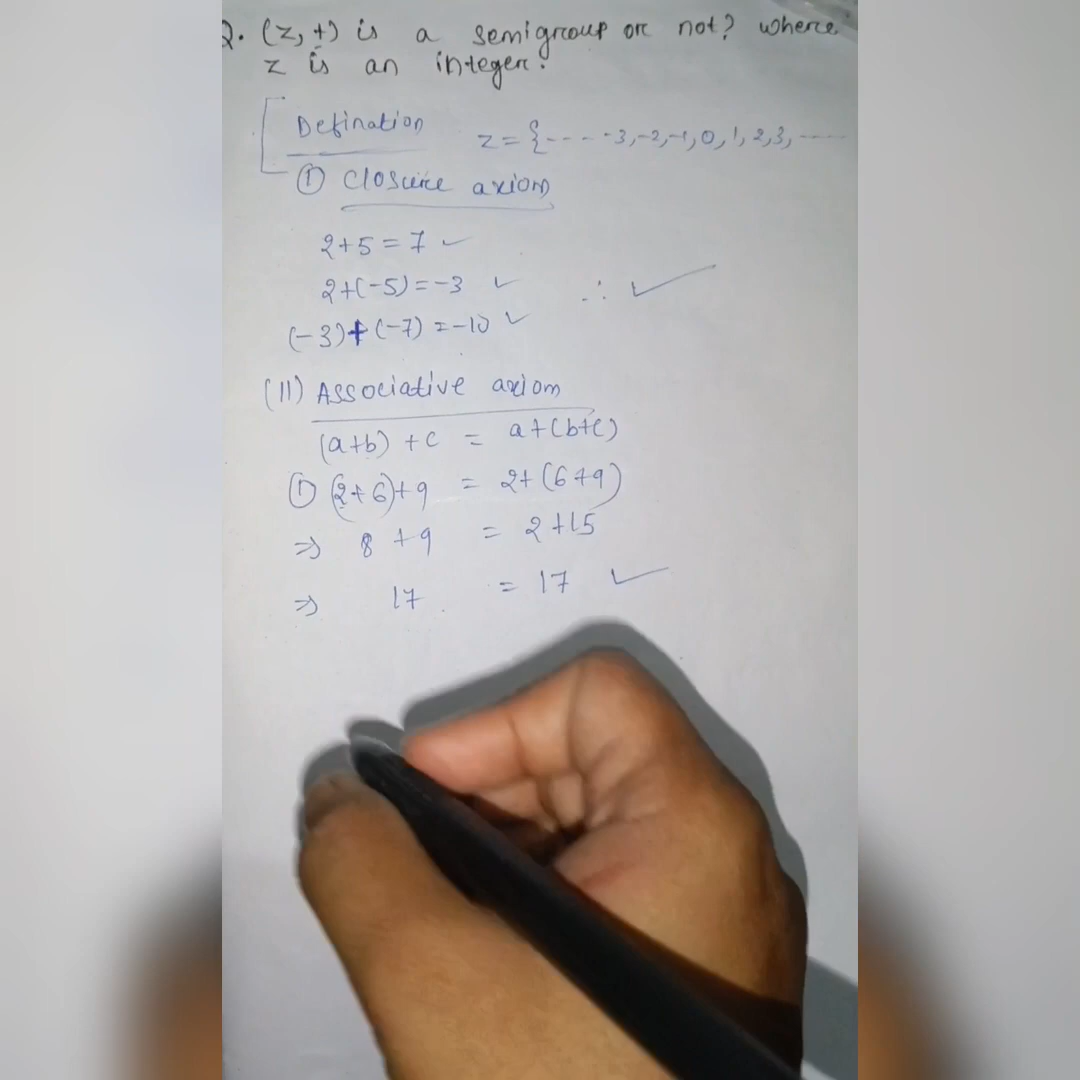 2. (Z, +) is a semigroup or not? where
Z is an integer.
Defination Z = {---- -3, -2, -1, 0, 1, 2, 3, -----
① Closure axiom
2+5 = 7 ✓
2+(-5) = -3 ✓ ∴ ✓
(-3)+(-7) = -10 ✓
(II) Associative axiom
(a+b) + c = a+(b+c)
① (2+6)+9 = 2+(6+9)
⇒ 8 +9 = 2+15
⇒ 17 = 17 ✓